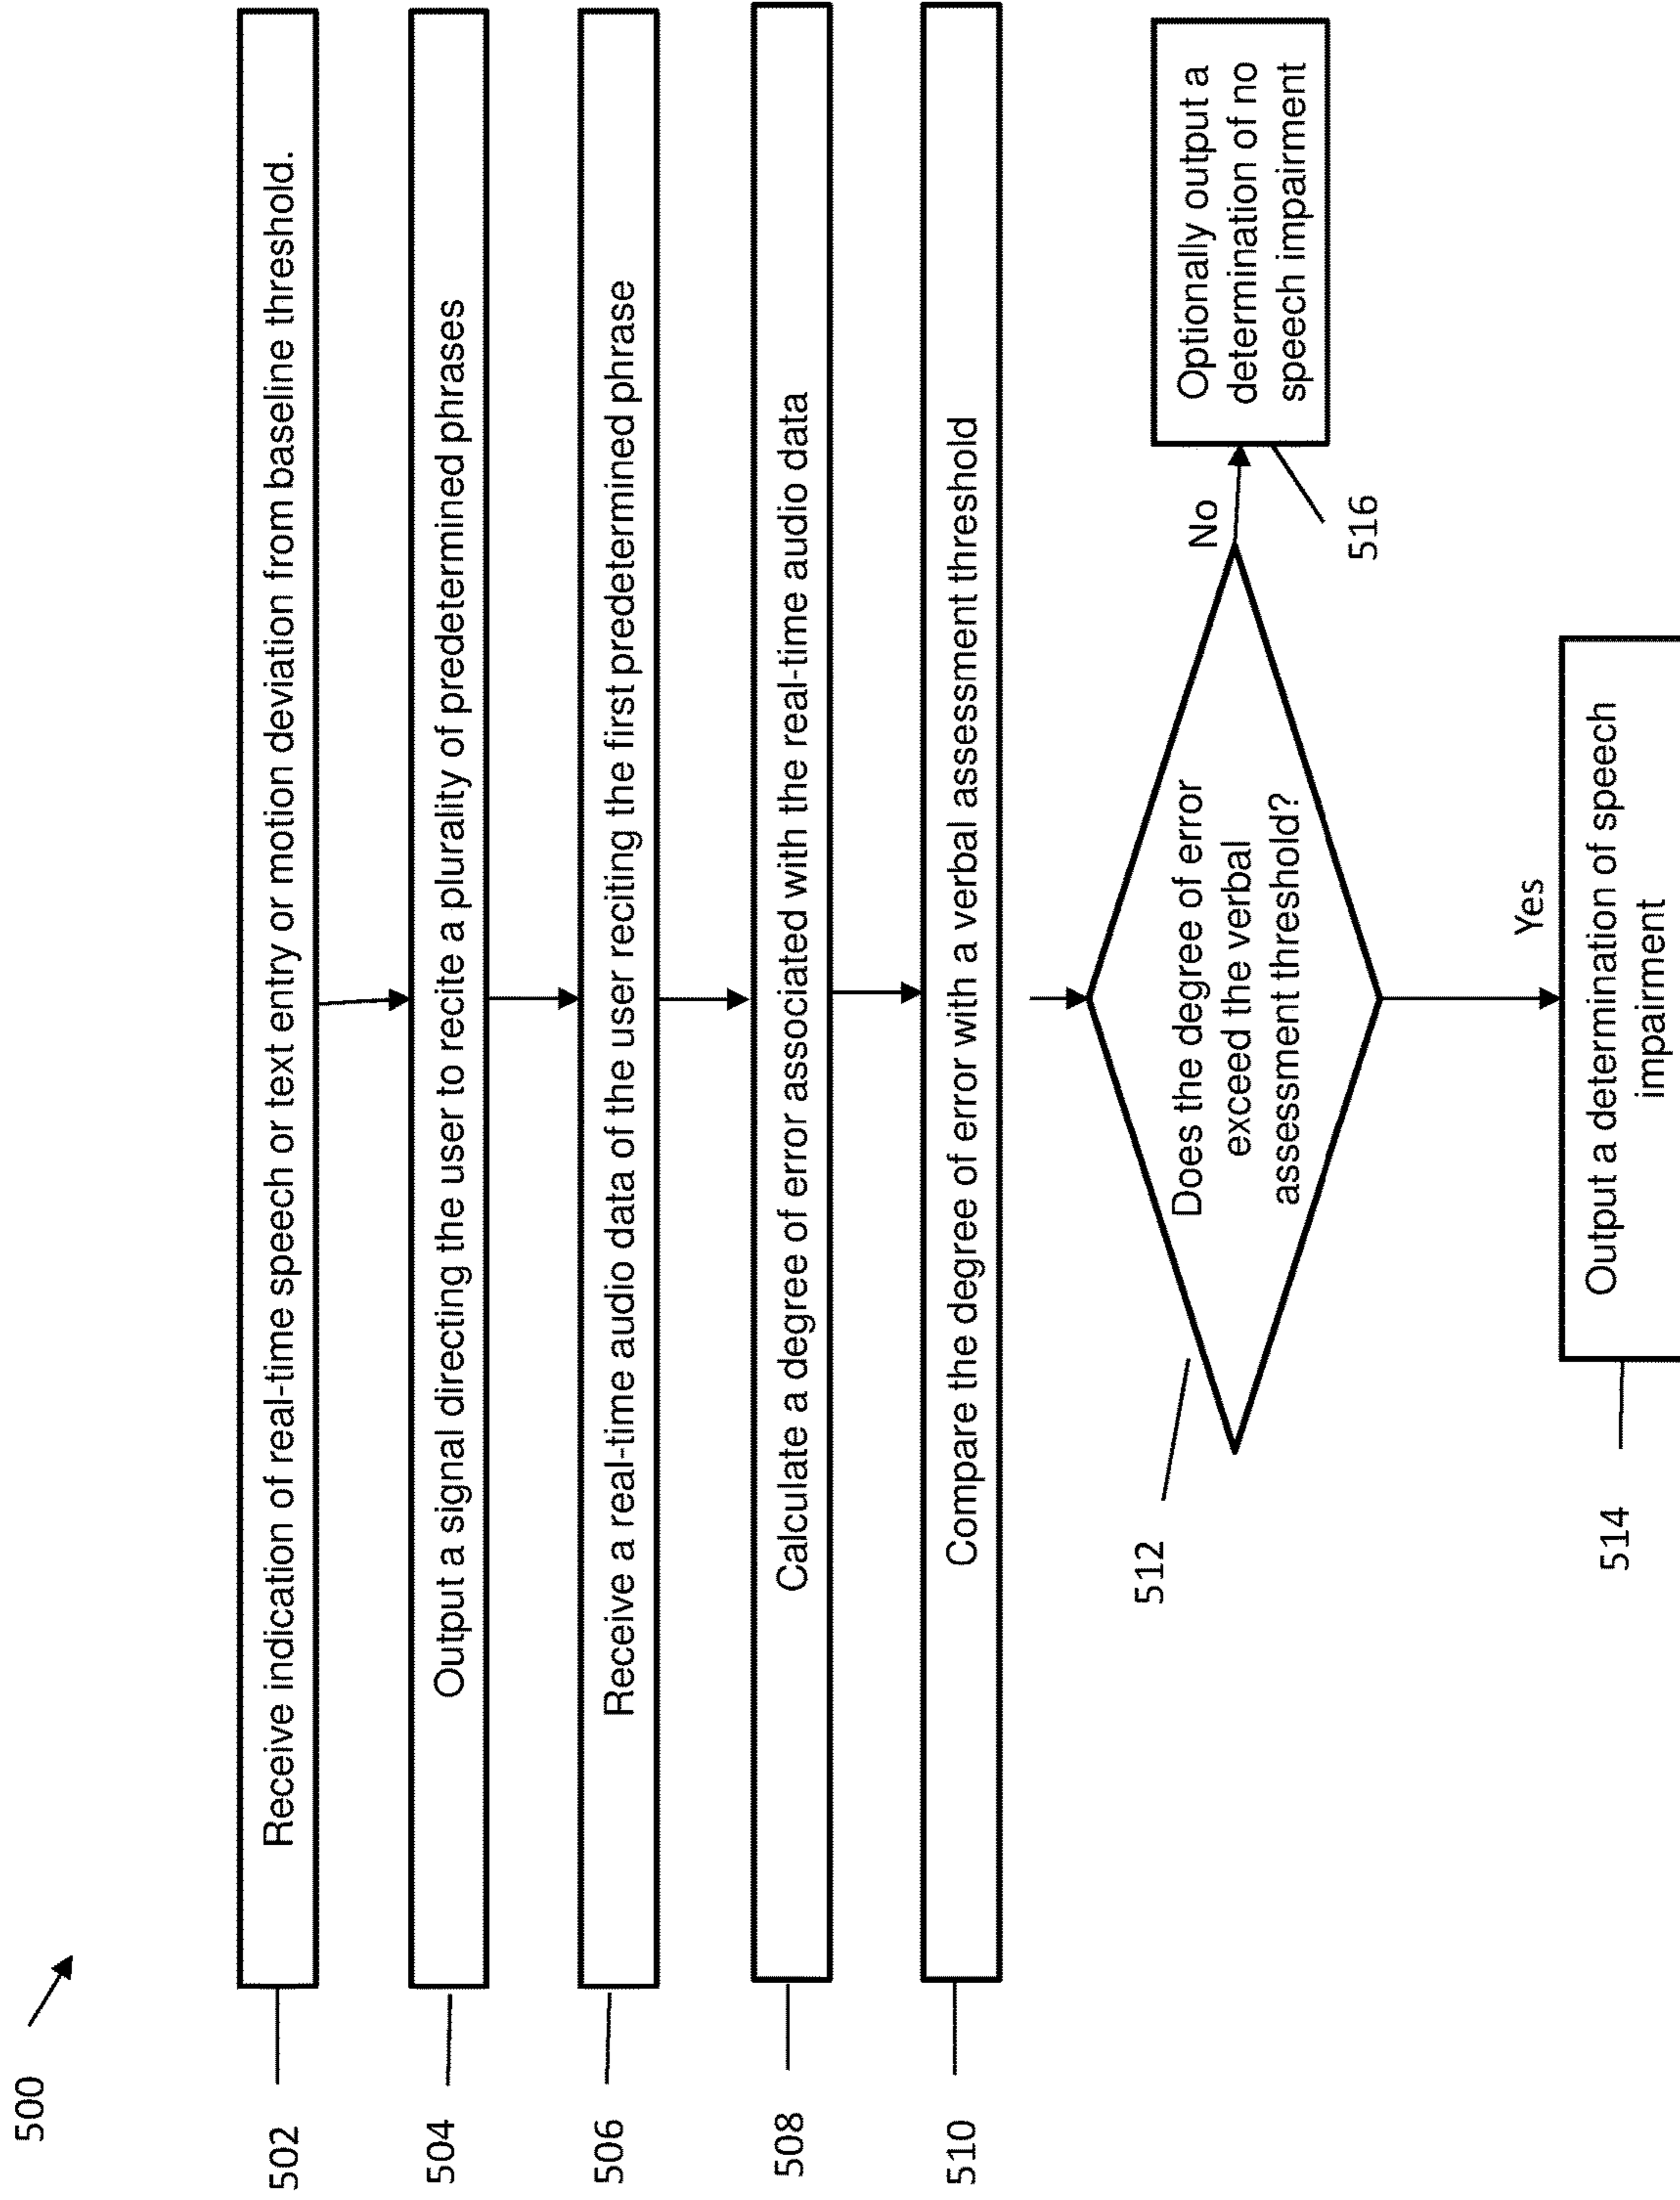 500
502
Receive indication of real-time speech or text entry or motion deviation from baseline threshold.
504
Output a signal directing the user to recite a plurality of predetermined phrases
506
Receive a real-time audio data of the user reciting the first predetermined phrase
508
Calculate a degree of error associated with the real-time audio data
510
Compare the degree of error with a verbal assessment threshold
512
Does the degree of error
exceed the verbal
assessment threshold?
No
Optionally output a
determination of no
speech impairment
516
Yes
514
Output a determination of speech
impairment